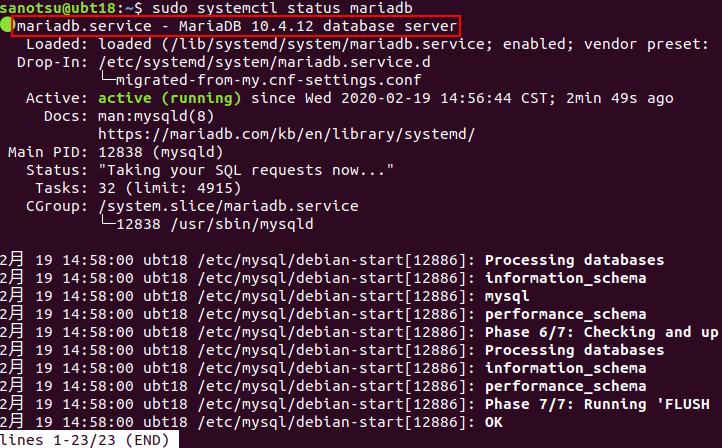 sanotsu@ubt18:~$ sudo systemctl status mariadb
● mariadb.service - MariaDB 10.4.12 database server
   Loaded: loaded (/lib/systemd/system/mariadb.service; enabled; vendor preset:
  Drop-In: /etc/systemd/system/mariadb.service.d
           └─migrated-from-my.cnf-settings.conf
   Active: active (running) since Wed 2020-02-19 14:56:44 CST; 2min 49s ago
     Docs: man:mysqld(8)
           https://mariadb.com/kb/en/library/systemd/
 Main PID: 12838 (mysqld)
   Status: "Taking your SQL requests now..."
    Tasks: 32 (limit: 4915)
   CGroup: /system.slice/mariadb.service
           └─12838 /usr/sbin/mysqld
2月 19 14:58:00 ubt18 /etc/mysql/debian-start[12886]: Processing databases
2月 19 14:58:00 ubt18 /etc/mysql/debian-start[12886]: information_schema
2月 19 14:58:00 ubt18 /etc/mysql/debian-start[12886]: mysql
2月 19 14:58:00 ubt18 /etc/mysql/debian-start[12886]: performance_schema
2月 19 14:58:00 ubt18 /etc/mysql/debian-start[12886]: Phase 6/7: Checking and up
2月 19 14:58:00 ubt18 /etc/mysql/debian-start[12886]: Processing databases
2月 19 14:58:00 ubt18 /etc/mysql/debian-start[12886]: information_schema
2月 19 14:58:00 ubt18 /etc/mysql/debian-start[12886]: performance_schema
2月 19 14:58:00 ubt18 /etc/mysql/debian-start[12886]: Phase 7/7: Running 'FLUSH
2月 19 14:58:00 ubt18 /etc/mysql/debian-start[12886]: OK
lines 1-23/23 (END)